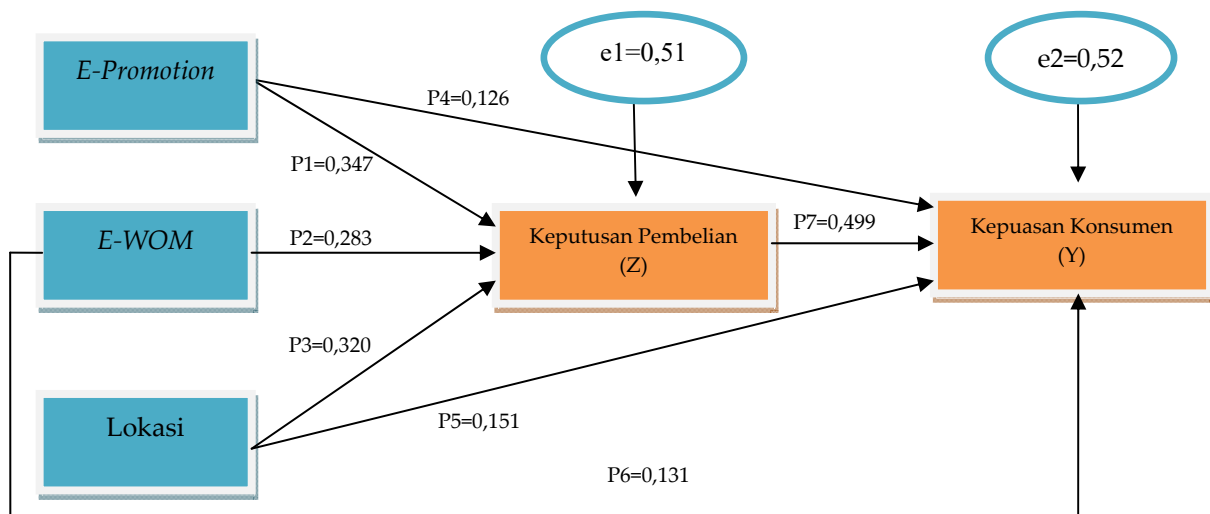 E-Promotion
e1=0,51
e2=0,52
P4=0,126
P1=0,347
E-WOM
P2=0,283
Keputusan Pembelian
(Z)
P7=0,499
Kepuasan Konsumen
(Y)
P3=0,320
Lokasi
P5=0,151
P6=0,131